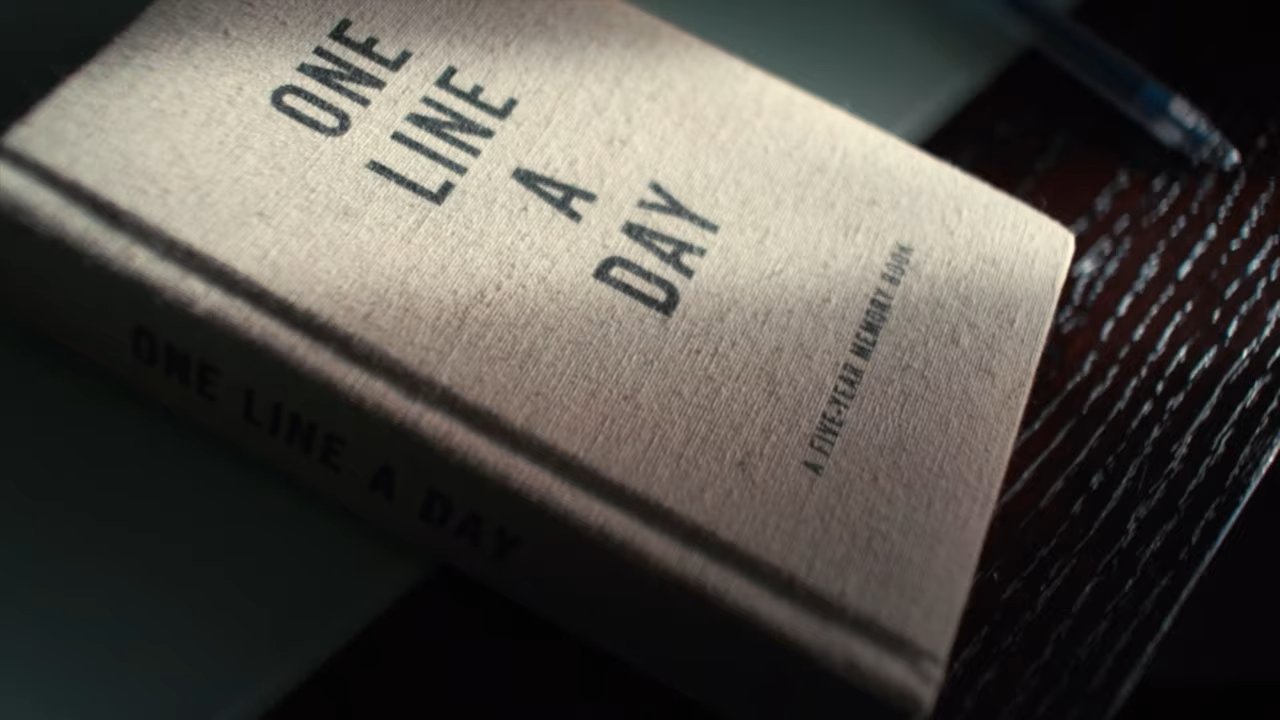 ONE
LINE
A
DAY
A FIVE-YEAR MEMORY BOOK
ONE LINE A DAY